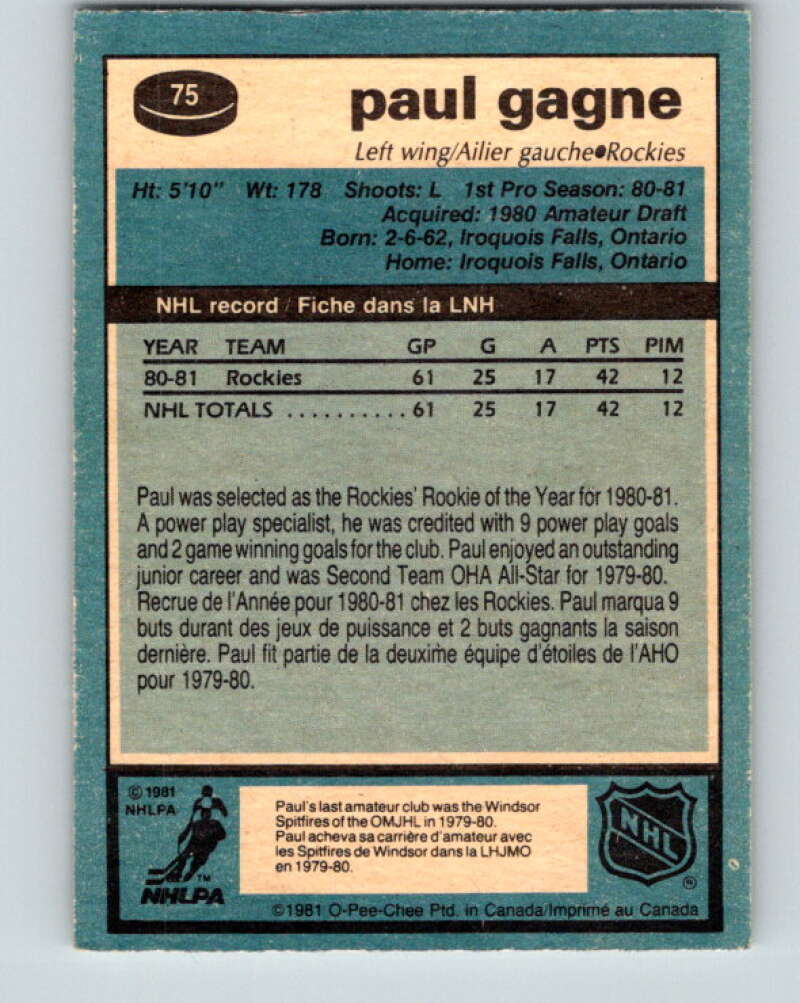 75
paul gagne
Left wing/Ailier gauche●Rockies
Ht: 5'10" Wt: 178 Shoots: L 1st Pro Season: 80-81
Acquired: 1980 Amateur Draft
Born: 2-6-62, Iroquois Falls, Ontario
Home: Iroquois Falls, Ontario
NHL record / Fiche dans la LNH
YEAR TEAM GP G A PTS PIM
80-81 Rockies 61 25 17 42 12
NHL TOTALS .......... 61 25 17 42 12
Paul was selected as the Rockies' Rookie of the Year for 1980-81.
A power play specialist, he was credited with 9 power play goals
and 2 game winning goals for the club. Paul enjoyed an outstanding
junior career and was Second Team OHA All-Star for 1979-80.
Recrue de l'Année pour 1980-81 chez les Rockies. Paul marqua 9
buts durant des jeux de puissance et 2 buts gagnants la saison
dernière. Paul fit partie de la deuxime équipe d'étoiles de l'AHO
pour 1979-80.
© 1981
NHLPA
TM
NHLPA
Paul's last amateur club was the Windsor
Spitfires of the OMJHL in 1979-80.
Paul acheva sa carrière d'amateur avec
les Spitfires de Windsor dans la LHJMO
en 1979-80.
NHL
©1981 O-Pee-Chee Ptd. in Canada/Imprimé au Canada